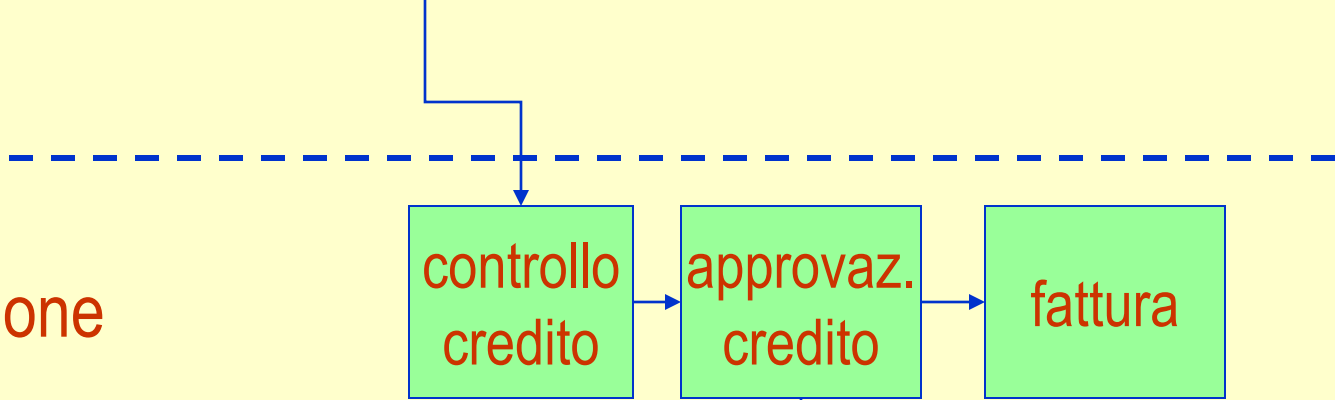 one
controllo
credito
approvaz.
credito
fattura